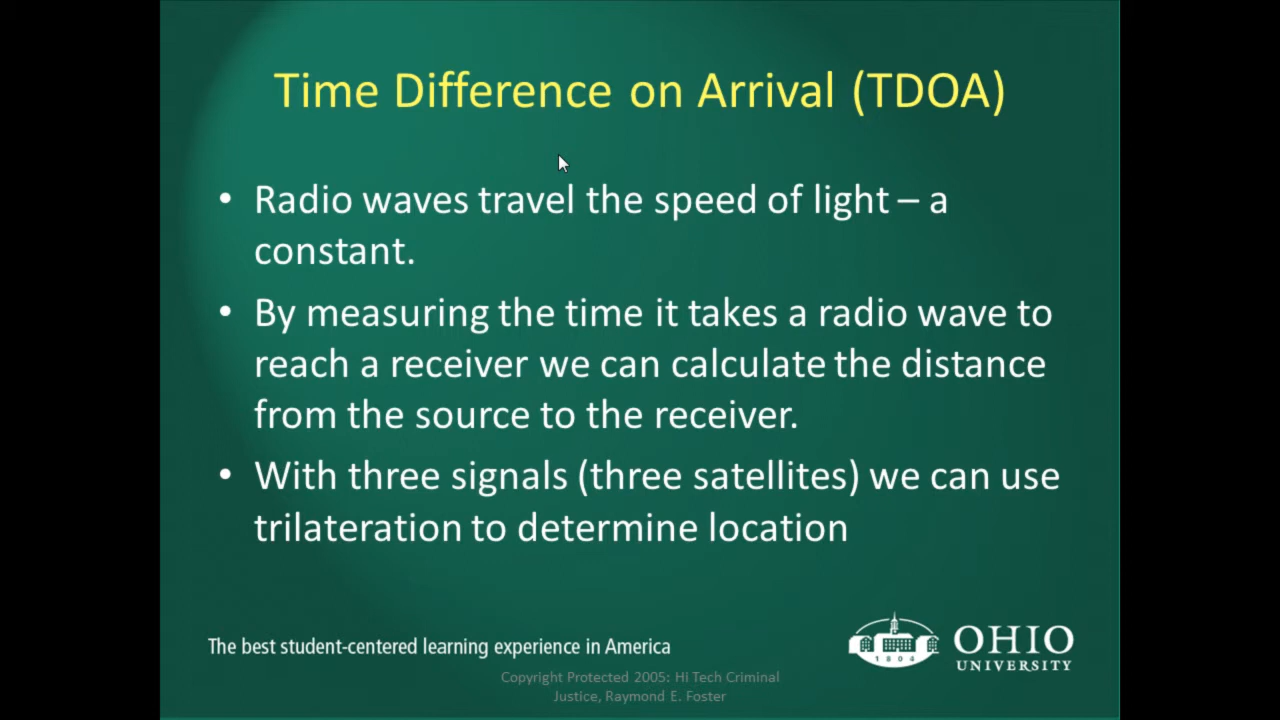 Time Difference on Arrival (TDOA)
• Radio waves travel the speed of light – a
constant.
• By measuring the time it takes a radio wave to
reach a receiver we can calculate the distance
from the source to the receiver.
• With three signals (three satellites) we can use
trilateration to determine location
The best student-centered learning experience in America
1804
OHIO
UNIVERSITY
Copyright Protected 2005: Hi Tech Criminal
Justice, Raymond E. Foster